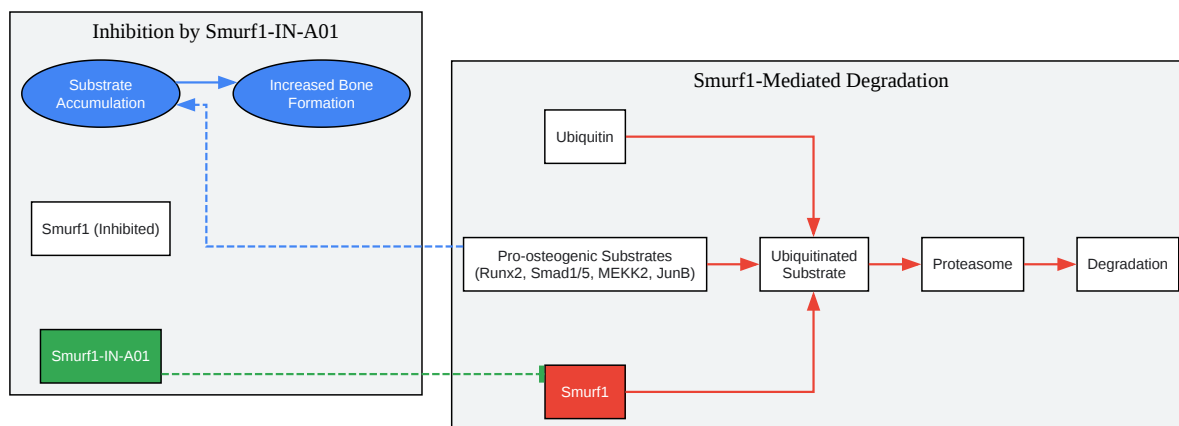 Inhibition by Smurf1-IN-A01
Substrate
Accumulation
Increased Bone
Formation
Smurf1 (Inhibited)
Smurf1-IN-A01
Smurf1-Mediated Degradation
Ubiquitin
Pro-osteogenic Substrates
(Runx2, Smad1/5, MEKK2, JunB)
Ubiquitinated
Substrate
Proteasome
Degradation
Smurf1